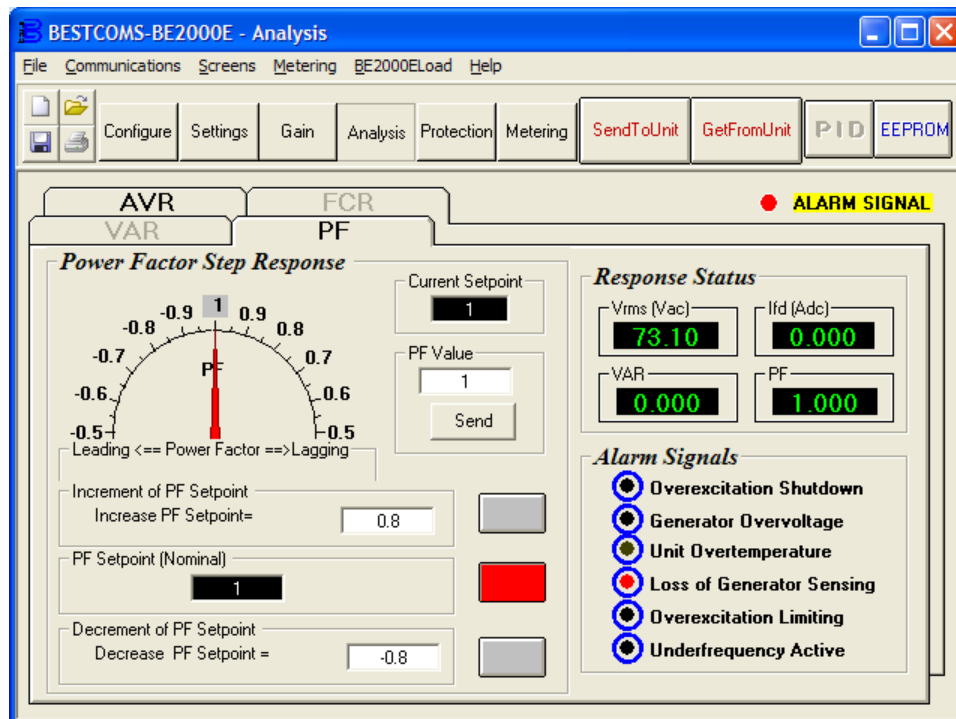 BESTCOMS-BE2000E - Analysis
File Communications Screens Metering BE2000ELoad Help
Configure Settings Gain Analysis Protection Metering SendToUnit GetFromUnit PID EEPROM
AVR FCR
ALARM SIGNAL
VAR PF
Power Factor Step Response
-0.5 -0.6 -0.7 -0.8 -0.9 1 0.9 0.8 0.7 0.6 0.5
PF
Leading <== Power Factor ==>Lagging
Current Setpoint
1
PF Value
1
Send
Increment of PF Setpoint
Increase PF Setpoint= 0.8
PF Setpoint (Nominal)
1
Decrement of PF Setpoint
Decrease PF Setpoint = -0.8
Response Status
Vrms (Vac) Ifd (Adc)
73.10 0.000
VAR PF
0.000 1.000
Alarm Signals
Overexcitation Shutdown
Generator Overvoltage
Unit Overtemperature
Loss of Generator Sensing
Overexcitation Limiting
Underfrequency Active